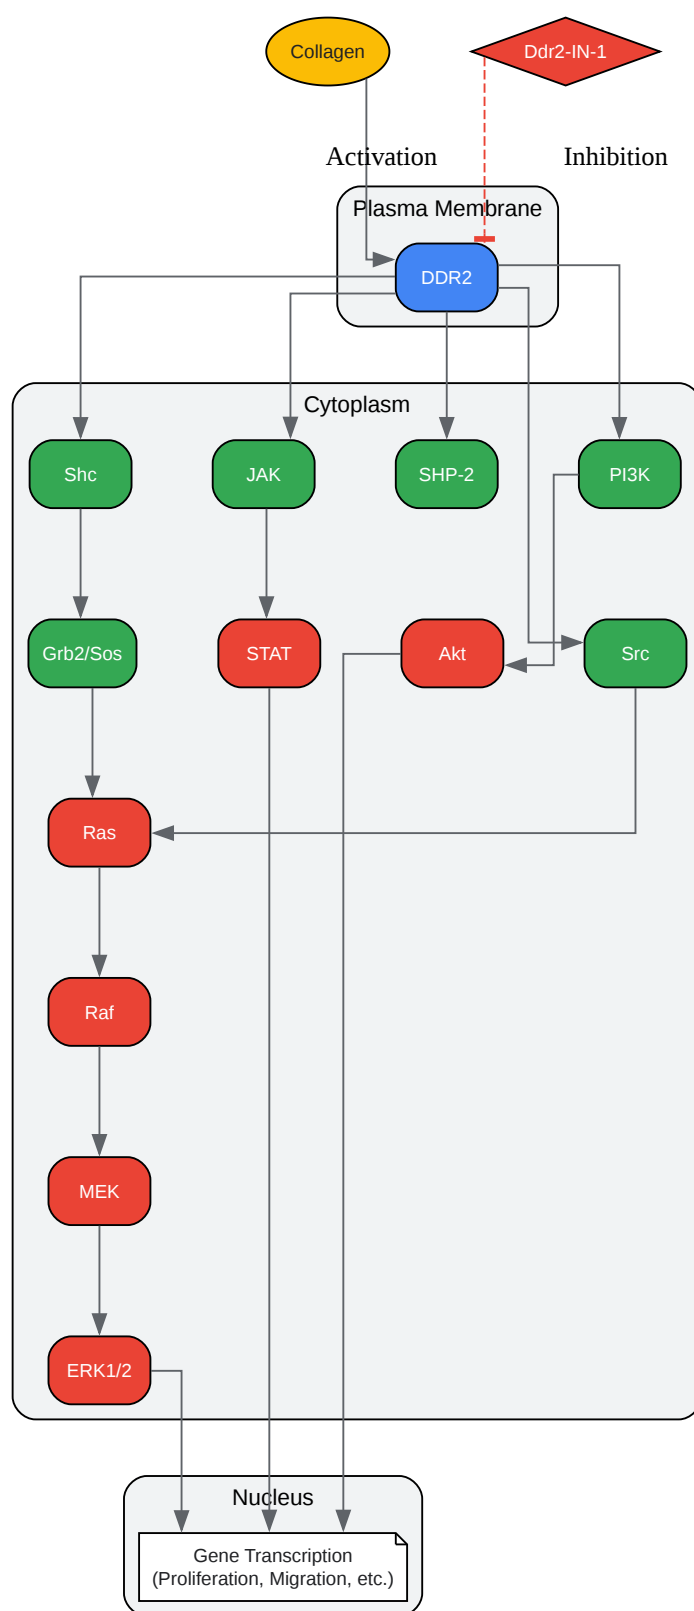 Collagen
Ddr2-IN-1
Activation
Inhibition
Plasma Membrane
DDR2
Cytoplasm
Shc
JAK
SHP-2
PI3K
Grb2/Sos
STAT
Akt
Src
Ras
Raf
MEK
ERK1/2
Nucleus
Gene Transcription
(Proliferation, Migration, etc.)